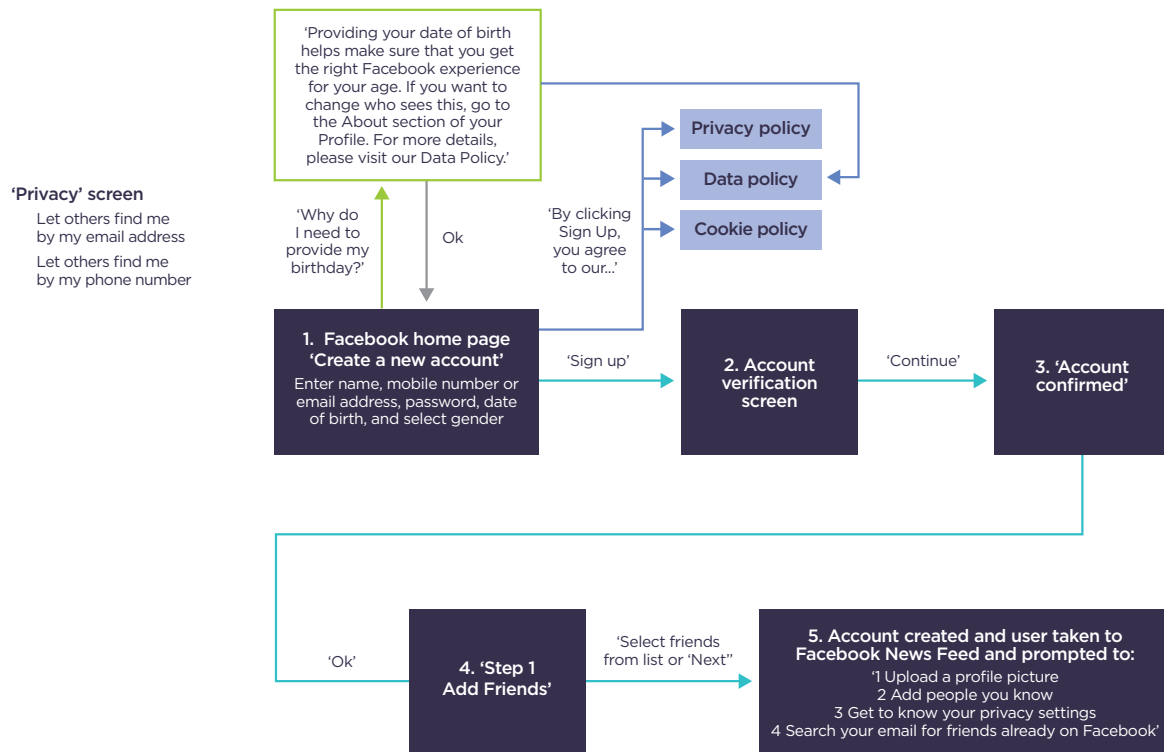 ‘Providing your date of birth
helps make sure that you get
the right Facebook experience
for your age. If you want to
change who sees this, go to
the About section of your
Profile. For more details,
please visit our Data Policy.’
Privacy policy
Data policy
Cookie policy
‘Privacy’ screen
Let others find me
by my email address
Let others find me
by my phone number
‘Why do
I need to
provide my
birthday?’
Ok
‘By clicking
Sign Up,
you agree
to our...’
1. Facebook home page
‘Create a new account’
Enter name, mobile number or
email address, password, date
of birth, and select gender
‘Sign up’
2. Account
verification
screen
‘Continue’
3. ‘Account
confirmed’
‘Ok’
4. ‘Step 1
Add Friends’
‘Select friends
from list or ‘Next’’
5. Account created and user taken to
Facebook News Feed and prompted to:
‘1 Upload a profile picture
2 Add people you know
3 Get to know your privacy settings
4 Search your email for friends already on Facebook’